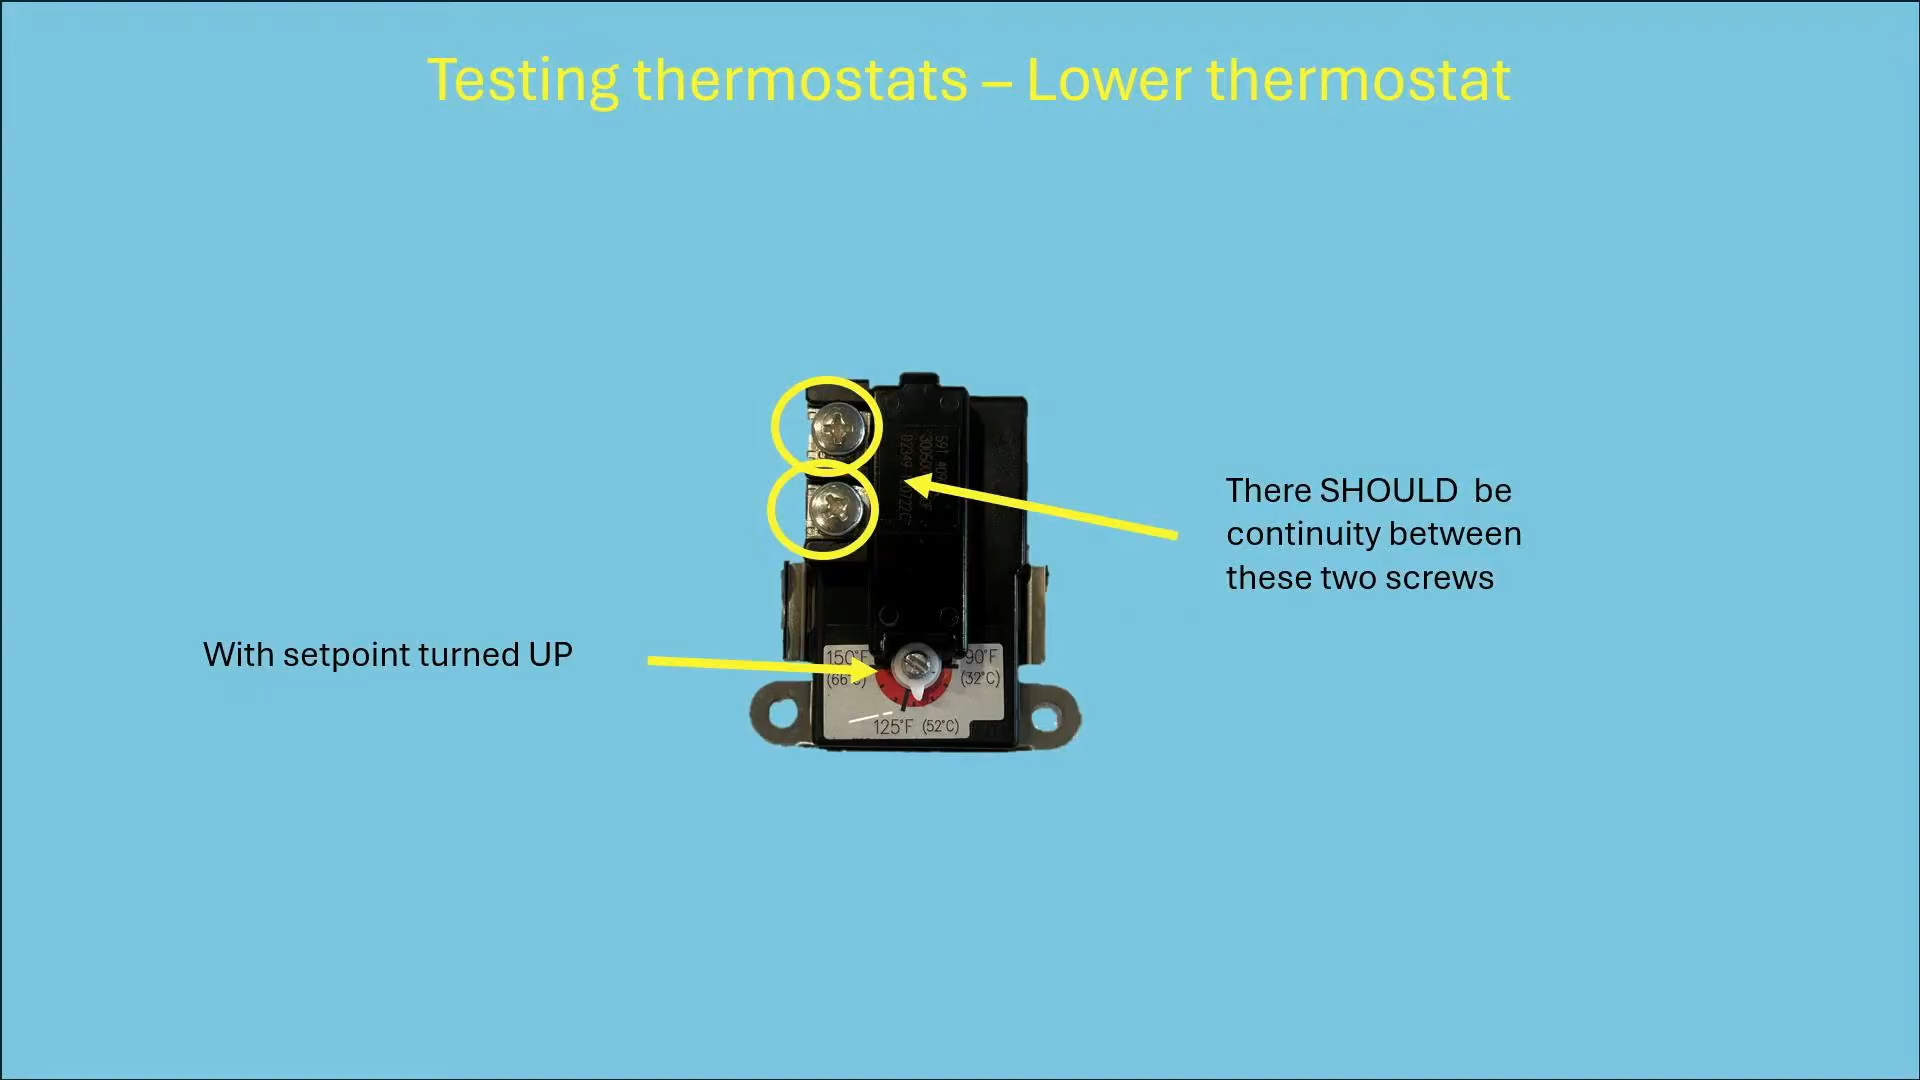 Testing thermostats – Lower thermostat
There SHOULD be
continuity between
these two screws
With setpoint turned UP
150°F
90°F
(32°C)
125°F (52°C)